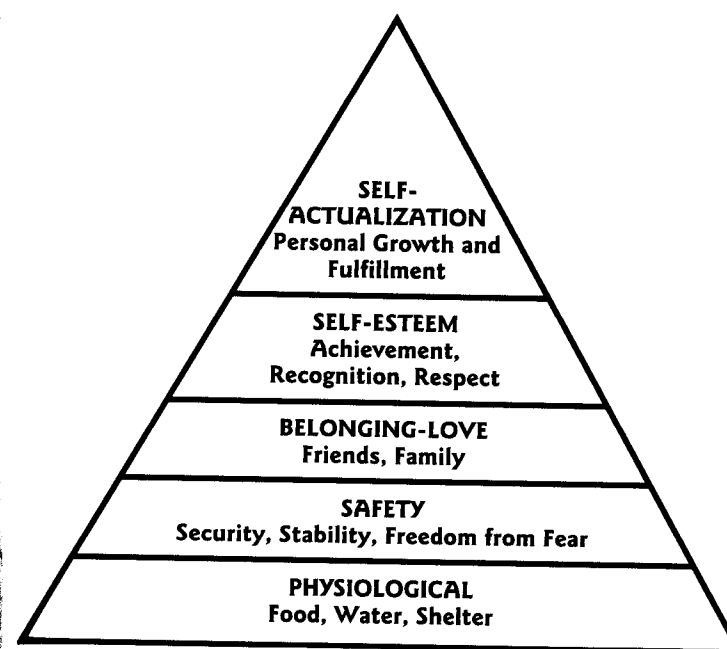 SELF-
ACTUALIZATION
Personal Growth and
Fulfillment
SELF-ESTEEM
Achievement,
Recognition, Respect
BELONGING-LOVE
Friends, Family
SAFETY
Security, Stability, Freedom from Fear
PHYSIOLOGICAL
Food, Water, Shelter